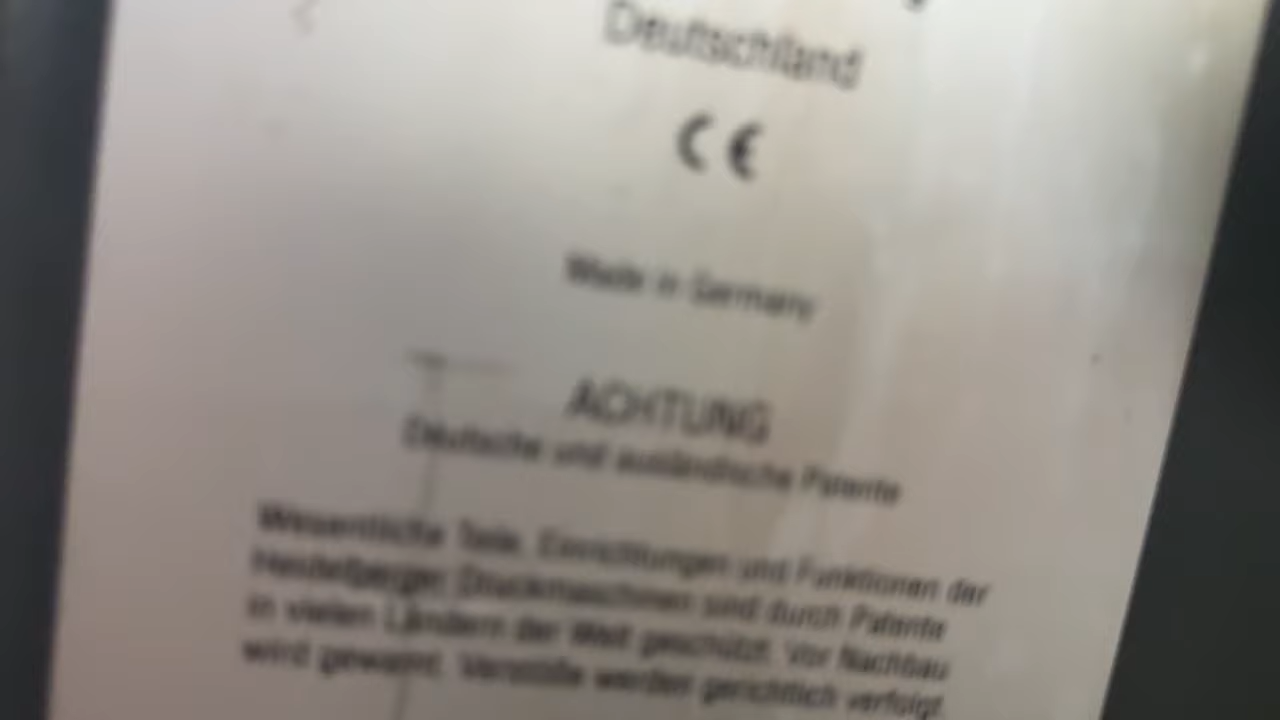 Deutschland
CE
Made in Germany
ACHTUNG
Deutsche und ausländische Patente
Wesentliche Teile, Einrichtungen und Funktionen der
Heidelberger Druckmaschinen sind durch Patente
in vielen Ländern der Welt geschützt. Vor Nachbau
wird gewarnt. Verstöße werden gerichtlich verfolgt.